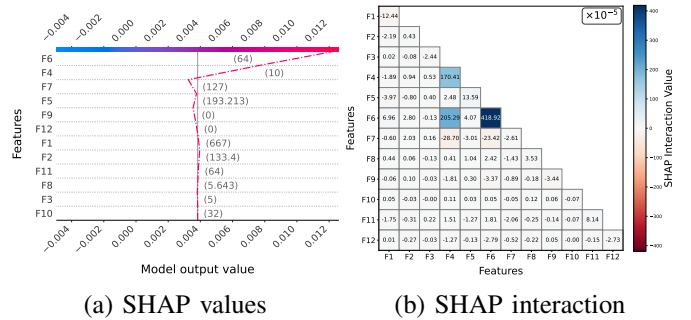 -0.004 -0.002 0.000 0.002 0.004 0.006 0.008 0.010 0.012
F6 (64)
F4 (10)
F7 (127)
F5 (193.213)
F9 (0)
F12 (0)
F1 (667)
F2 (133.4)
F11 (64)
F8 (5.643)
F3 (5)
F10 (32)
Features
-0.004 -0.002 0.000 0.002 0.004 0.006 0.008 0.010 0.012
Model output value
(a) SHAP values
×10⁻⁵
F1 -12.44
F2 -2.19 0.43
F3 0.02 -0.08 -2.44
F4 -1.89 0.94 0.53 170.41
F5 -3.97 -0.80 0.40 2.48 13.59
F6 6.96 2.80 -0.13 205.29 4.07 418.92
F7 -0.60 2.03 0.16 -28.70 -3.01 -23.42 -2.61
F8 0.44 -0.06 -0.13 -0.44 1.04 2.42 -1.43 3.53
F9 -0.06 0.10 -0.03 -1.81 0.30 -3.37 -0.89 -0.18 -3.44
F10 0.05 -0.03 -0.00 0.11 0.05 0.05 -0.11 0.12 0.06 -0.07
F11 -1.75 -0.31 0.22 1.51 -1.27 1.81 -2.06 -0.25 -0.14 -0.07 8.14
F12 0.01 -0.27 -0.03 -1.27 -0.13 -2.79 -0.52 -0.22 0.05 -0.00 -0.15 -2.73
F1 F2 F3 F4 F5 F6 F7 F8 F9 F10 F11 F12
Features
400
300
200
100
0
-100
-200
-300
-400
SHAP Interaction Value
(b) SHAP interaction